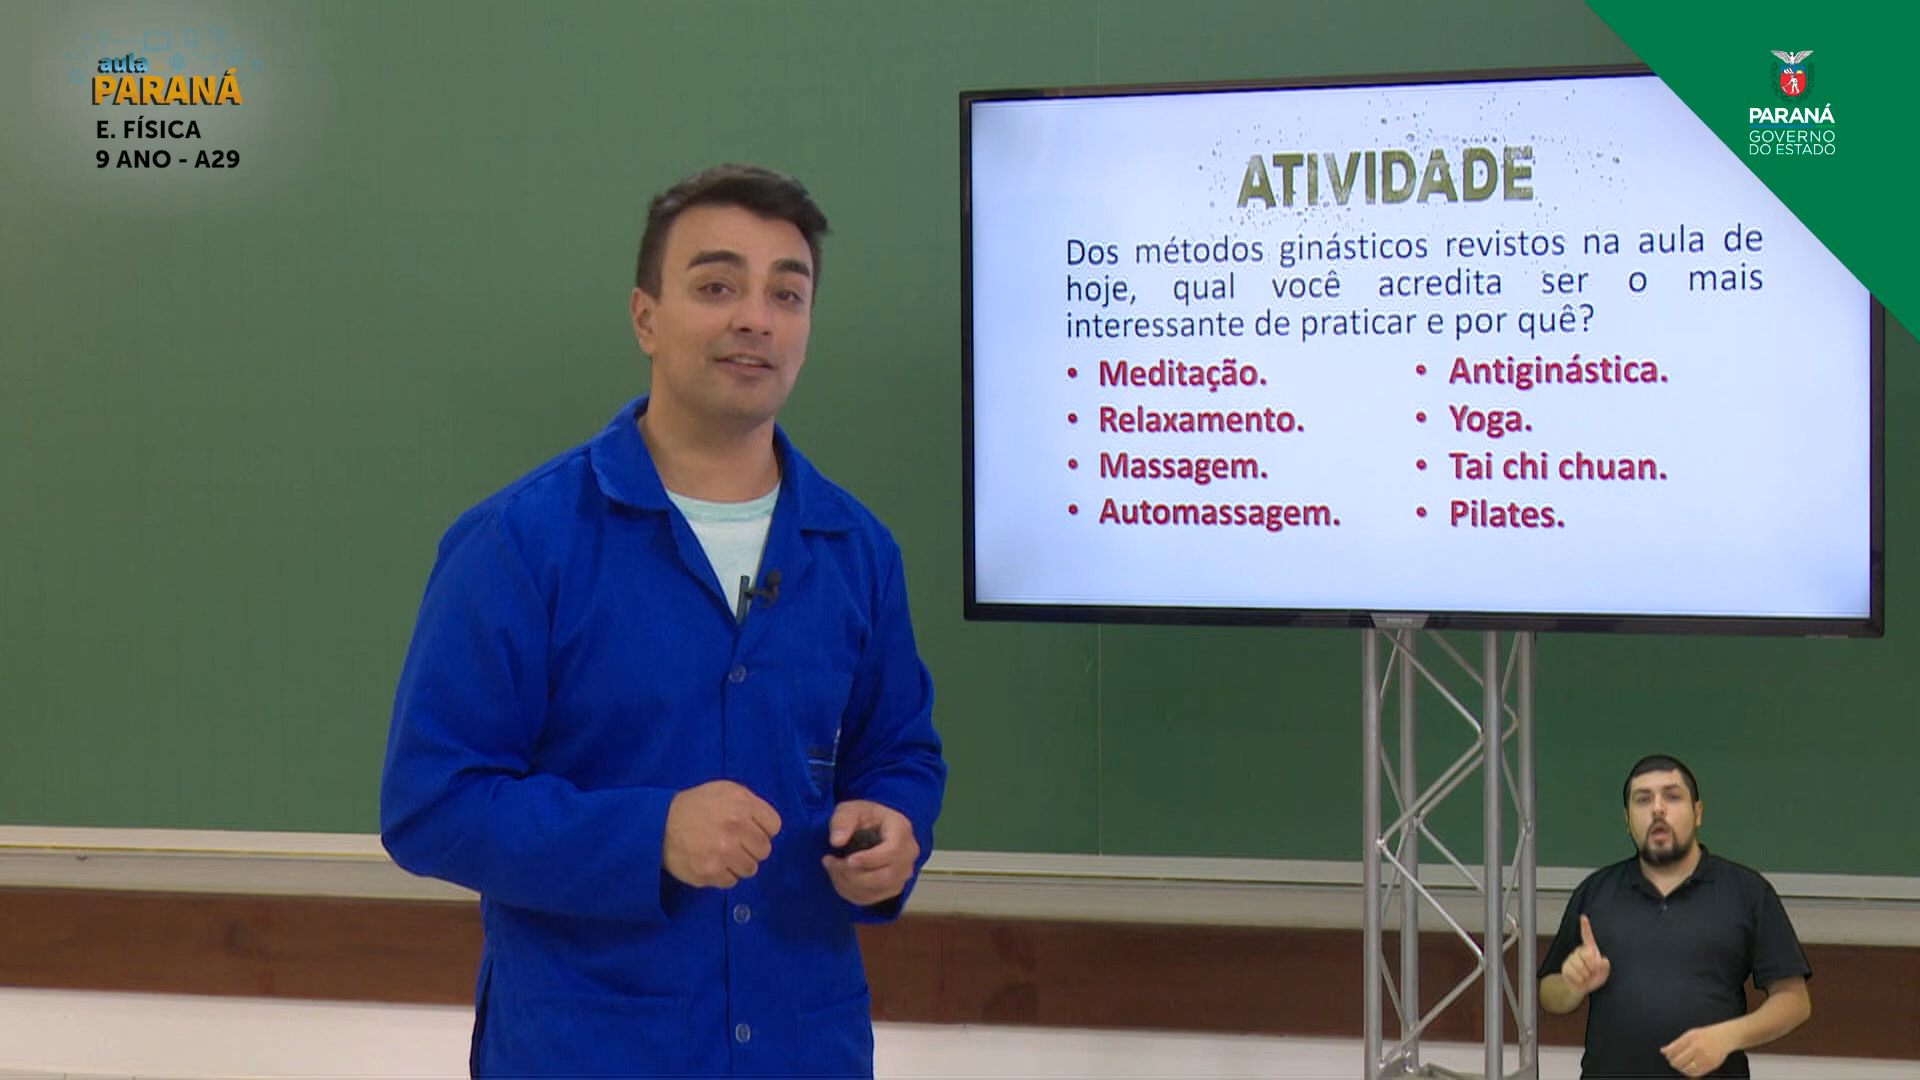 aula
PARANÁ
E. FÍSICA
9 ANO - A29
PARANÁ
GOVERNO
DO ESTADO
ATIVIDADE
Dos métodos ginásticos revistos na aula de
hoje, qual você acredita ser o mais
interessante de praticar e por quê?
• Meditação.
• Relaxamento.
• Massagem.
• Automassagem.
• Antiginástica.
• Yoga.
• Tai chi chuan.
• Pilates.